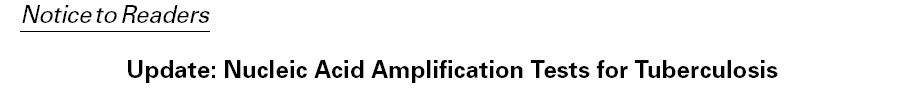 Notice to Readers
Update: Nucleic Acid Amplification Tests for Tuberculosis